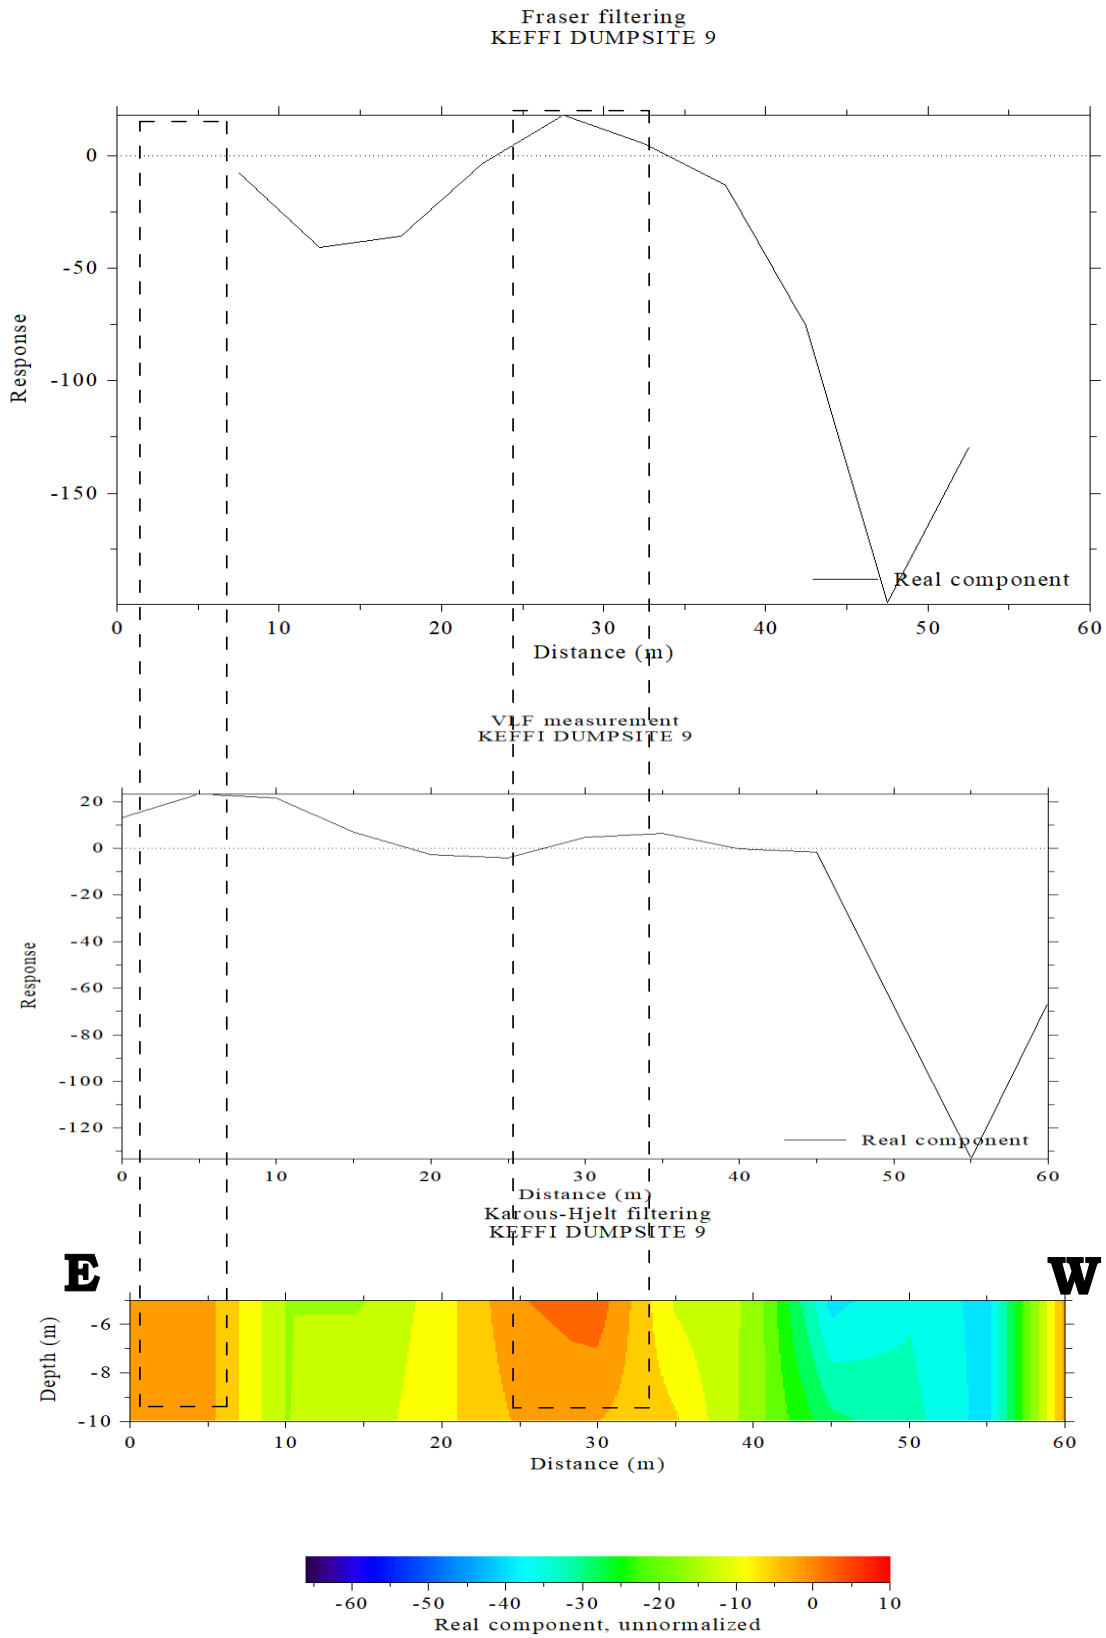 Fraser filtering
KEFFI DUMPSITE 9
0
-50
-100
-150
Response
Real component
0 10 20 30 40 50 60
Distance (m)
VLF measurement
KEFFI DUMPSITE 9
20
0
-20
-40
-60
-80
-100
-120
Response
Real component
0 10 20 30 40 50 60
Distance (m)
Karous-Hjelt filtering
KEFFI DUMPSITE 9
E W
-6
-8
-10
Depth (m)
0 10 20 30 40 50 60
Distance (m)
-60 -50 -40 -30 -20 -10 0 10
Real component, unnormalized